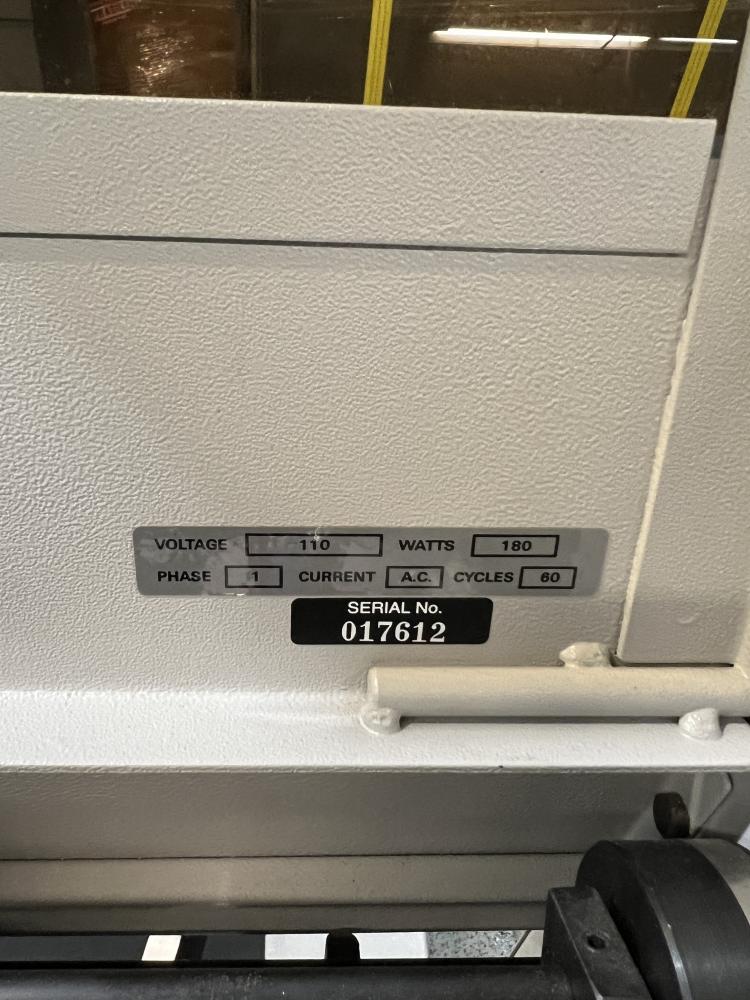 VOLTAGE 110 WATTS 180
PHASE 1 CURRENT A.C. CYCLES 60
SERIAL No.
017612